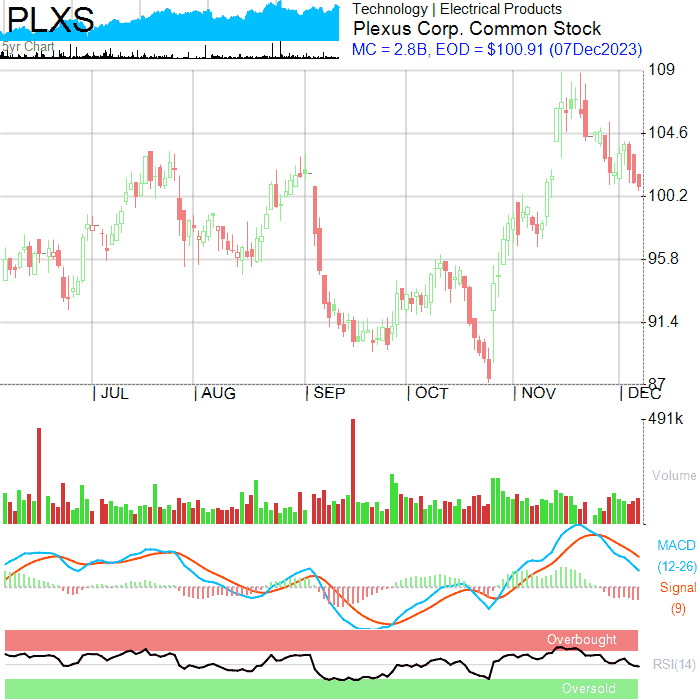 PLXS
5yr Chart
Technology | Electrical Products
Plexus Corp. Common Stock
MC = 2.8B, EOD = $100.91 (07Dec2023)
109
104.6
100.2
95.8
91.4
87
| JUL | AUG | SEP | OCT | NOV | DEC
491k
Volume
MACD
(12-26)
Signal
(9)
Overbought
RSI(14)
Oversold